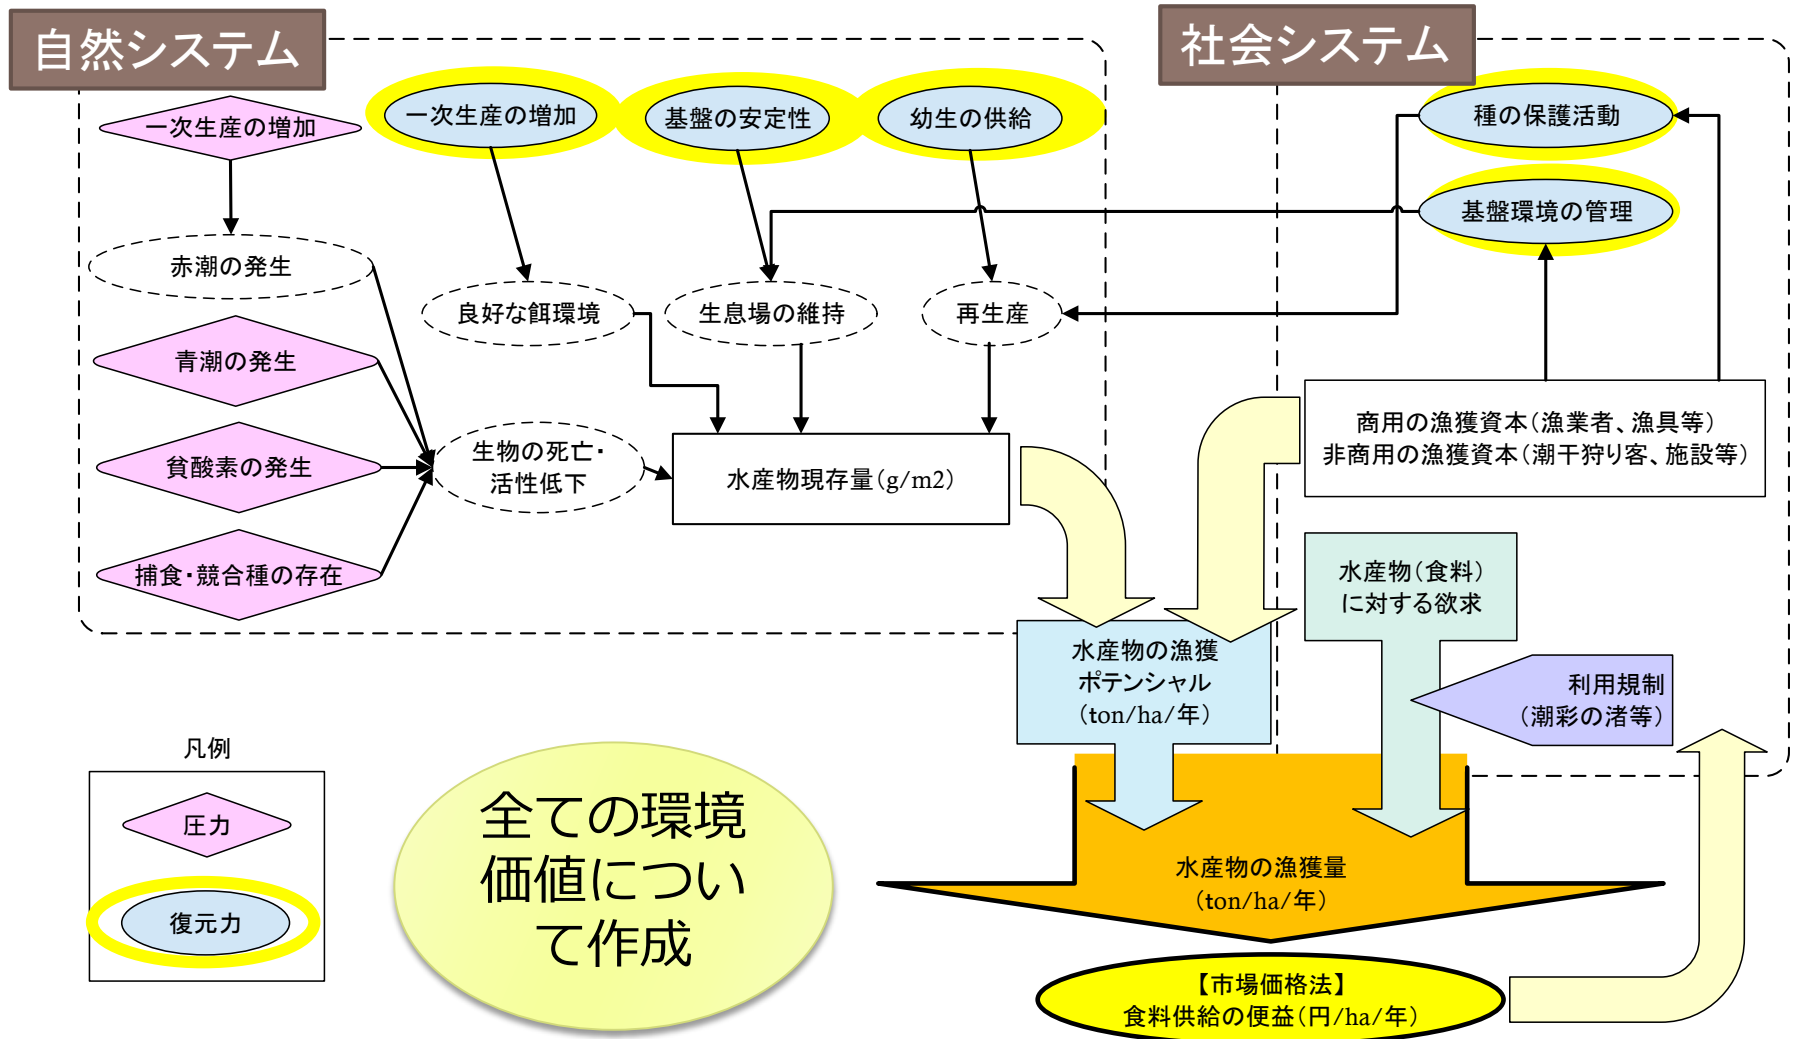 自然システム
社会システム
一次生産の増加
一次生産の増加
基盤の安定性
幼生の供給
種の保護活動
基盤環境の管理
赤潮の発生
良好な餌環境
生息場の維持
再生産
青潮の発生
貧酸素の発生
捕食・競合種の存在
生物の死亡・
活性低下
水産物現存量(g/m2)
商用の漁獲資本(漁業者、漁具等)
非商用の漁獲資本(潮干狩り客、施設等)
水産物(食料)
に対する欲求
水産物の漁獲
ポテンシャル
(ton/ha/年)
利用規制
(潮彩の渚等)
凡例
圧力
復元力
全ての環境
価値につい
て作成
水産物の漁獲量
(ton/ha/年)
【市場価格法】
食料供給の便益(円/ha/年)